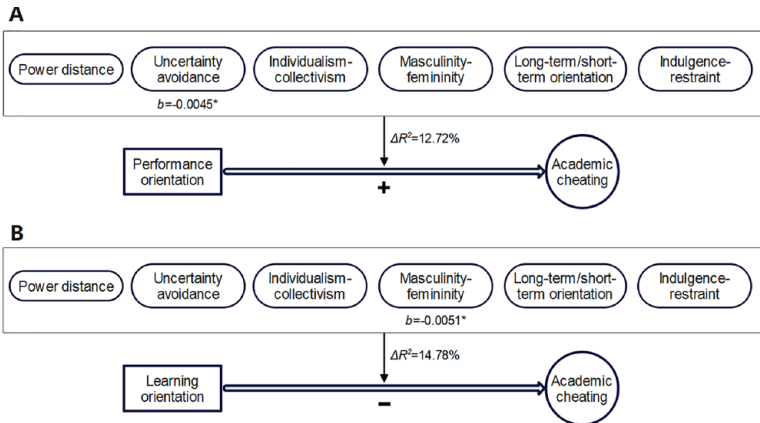 A
Power distance
Uncertainty
avoidance
Individualism-
collectivism
Masculinity-
femininity
Long-term/short-
term orientation
Indulgence-
restraint
b=-0.0045*
ΔR²=12.72%
Performance
orientation
+
Academic
cheating
B
Power distance
Uncertainty
avoidance
Individualism-
collectivism
Masculinity-
femininity
Long-term/short-
term orientation
Indulgence-
restraint
b=-0.0051*
ΔR²=14.78%
Learning
orientation
–
Academic
cheating